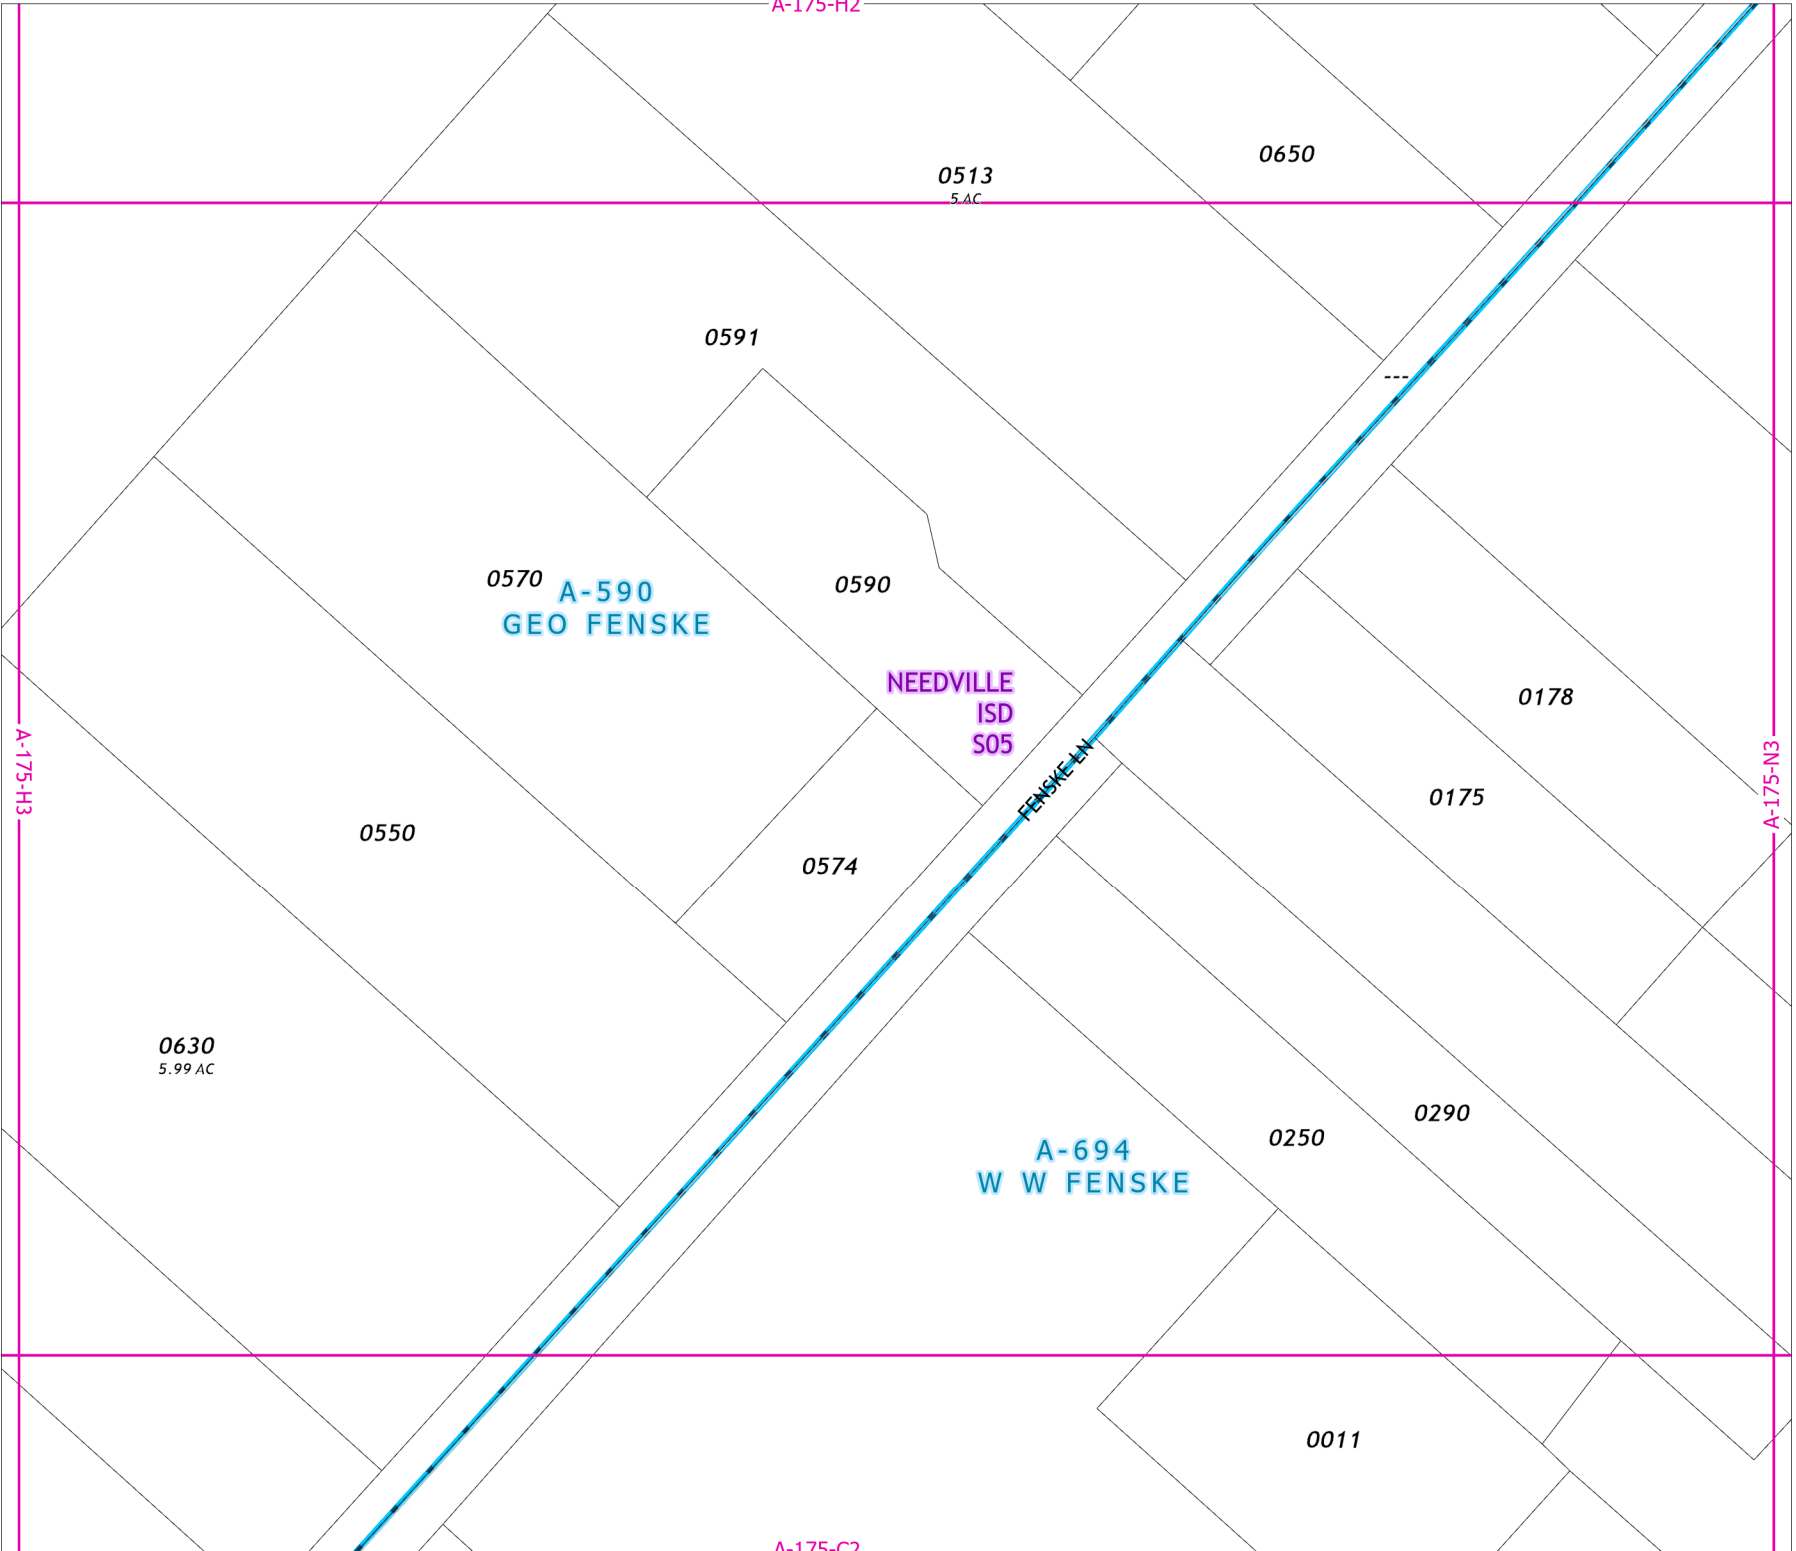 A-175-H2
0650
0513
5 AC
0591
---
0570
A-590
GEO FENSKE
0590
NEEDVILLE
ISD
S05
0178
FENSKE LN
A-175-H3
A-175-N3
0175
0550
0574
0630
5.99 AC
0290
0250
A-694
W W FENSKE
0011
A-175-C2